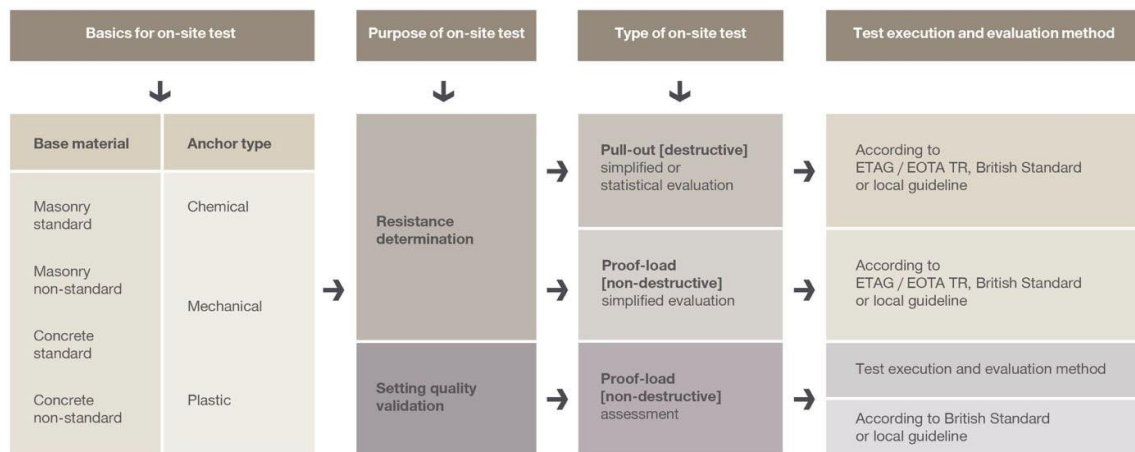 Basics for on-site test
Purpose of on-site test
Type of on-site test
Test execution and evaluation method
Base material
Anchor type
Masonry
standard
Masonry
non-standard
Concrete
standard
Concrete
non-standard
Chemical
Mechanical
Plastic
Resistance
determination
Setting quality
validation
Pull-out [destructive]
simplified or
statistical evaluation
Proof-load
[non-destructive]
simplified evaluation
Proof-load
[non-destructive]
assessment
According to
ETAG / EOTA TR, British Standard
or local guideline
According to
ETAG / EOTA TR, British Standard
or local guideline
Test execution and evaluation method
According to British Standard
or local guideline